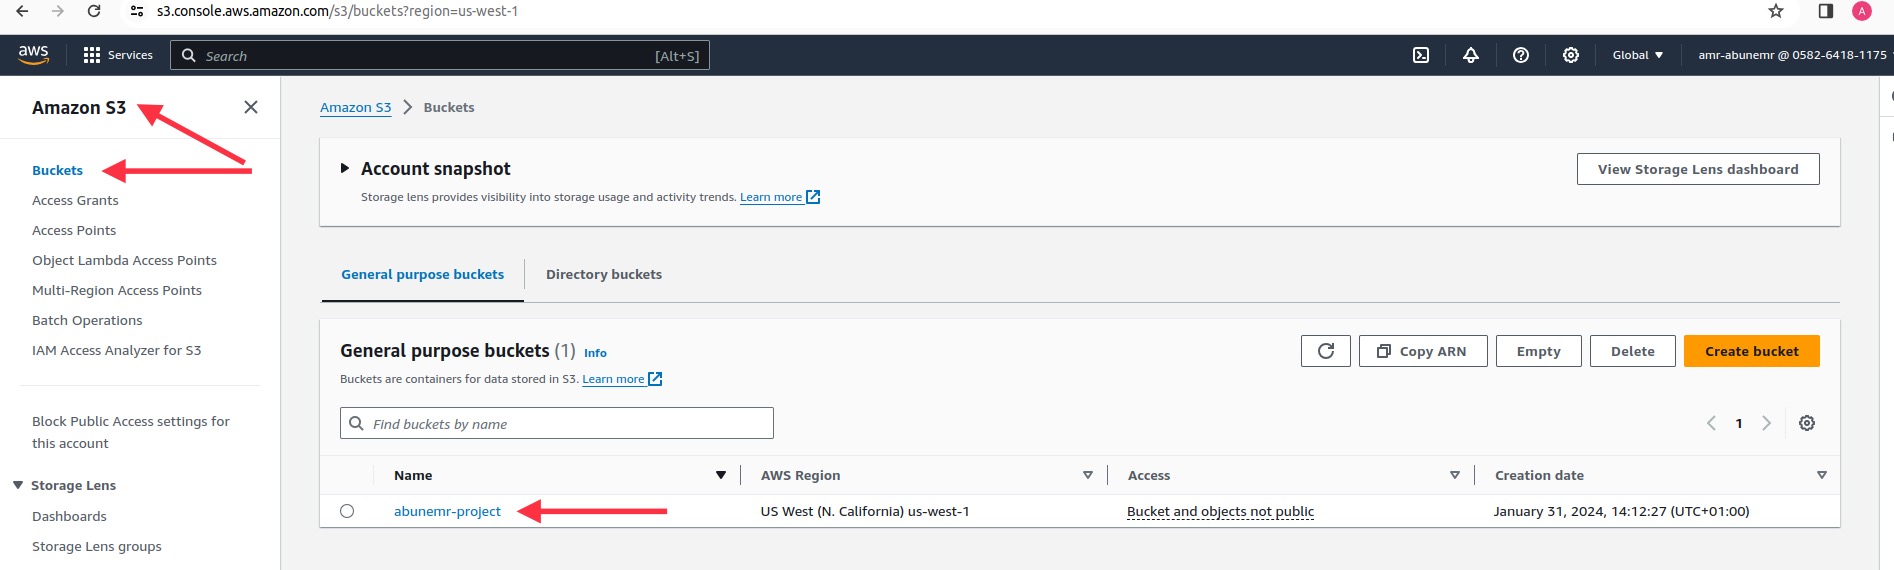 s3.console.aws.amazon.com/s3/buckets?region=us-west-1
A
aws Services Search [Alt+S] Global amr-abunemr @ 0582-6418-1175
Amazon S3
Buckets
Access Grants
Access Points
Object Lambda Access Points
Multi-Region Access Points
Batch Operations
IAM Access Analyzer for S3
Block Public Access settings for
this account
Storage Lens
Dashboards
Storage Lens groups
Amazon S3 Buckets
Account snapshot
View Storage Lens dashboard
Storage lens provides visibility into storage usage and activity trends. Learn more
General purpose buckets Directory buckets
General purpose buckets (1) Info
Copy ARN Empty Delete Create bucket
Buckets are containers for data stored in S3. Learn more
Find buckets by name
1
Name AWS Region Access Creation date
abunemr-project US West (N. California) us-west-1 Bucket and objects not public January 31, 2024, 14:12:27 (UTC+01:00)